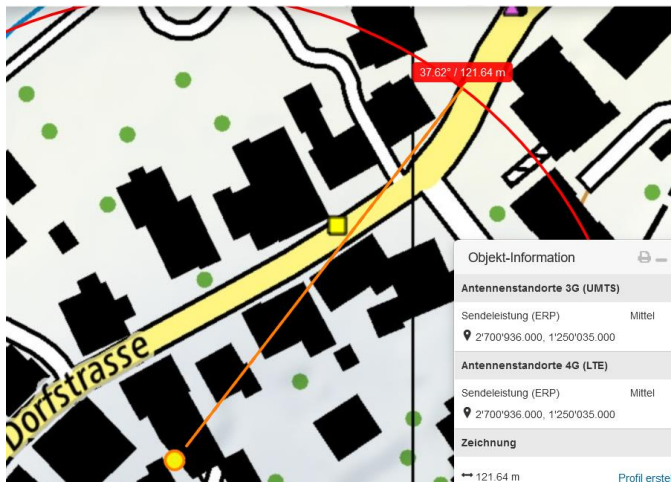 37.62° / 121.64 m
Dorfstrasse
Objekt-Information
Antennenstandorte 3G (UMTS)
Sendeleistung (ERP) Mittel
2'700'936.000, 1'250'035.000
Antennenstandorte 4G (LTE)
Sendeleistung (ERP) Mittel
2'700'936.000, 1'250'035.000
Zeichnung
121.64 m Profil erste